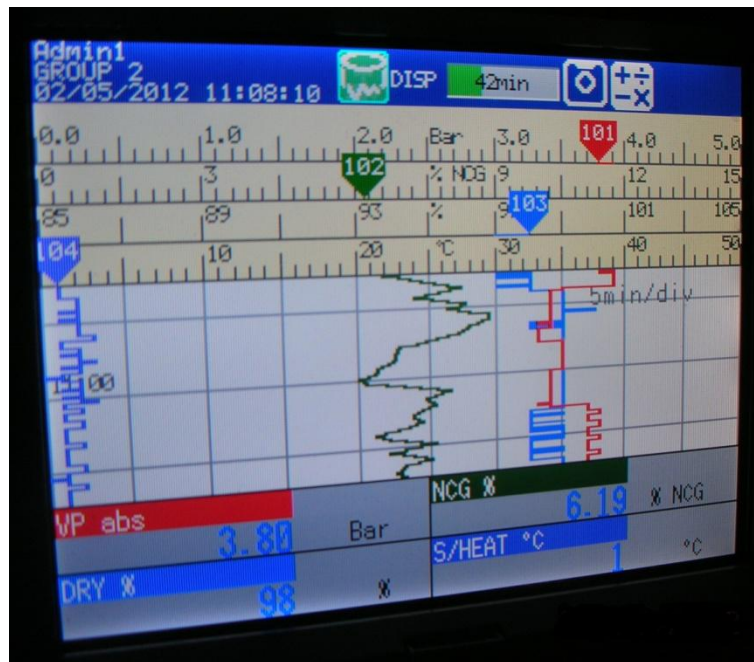 Admin1
GROUP 2
02/05/2012 11:08:10 DISP 42min
0.0 1.0 2.0 Bar 3.0 101 4.0 5.0
0 3 102 % NCG 9 12 15
85 89 93 % 103 101 105
104 10 20 °C 30 40 50
5min/div
VP abs
3.80 Bar
NCG %
6.19 % NCG
DRY %
98 %
S/HEAT °C
1 °C